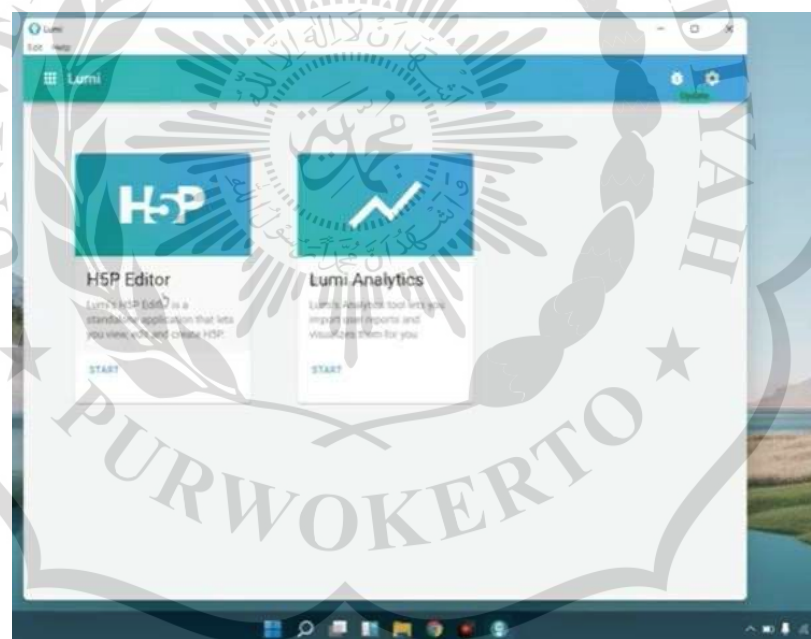 Lumi
Edit Help
Lumi
Update
H5P
H5P Editor
Lumi's H5P Editor is a
standalone application that lets
you view, edit and create H5P.
START
Lumi Analytics
Lumi's Analytics tool lets you
import user reports and
visualizes them for you
START
PURWOKERTO